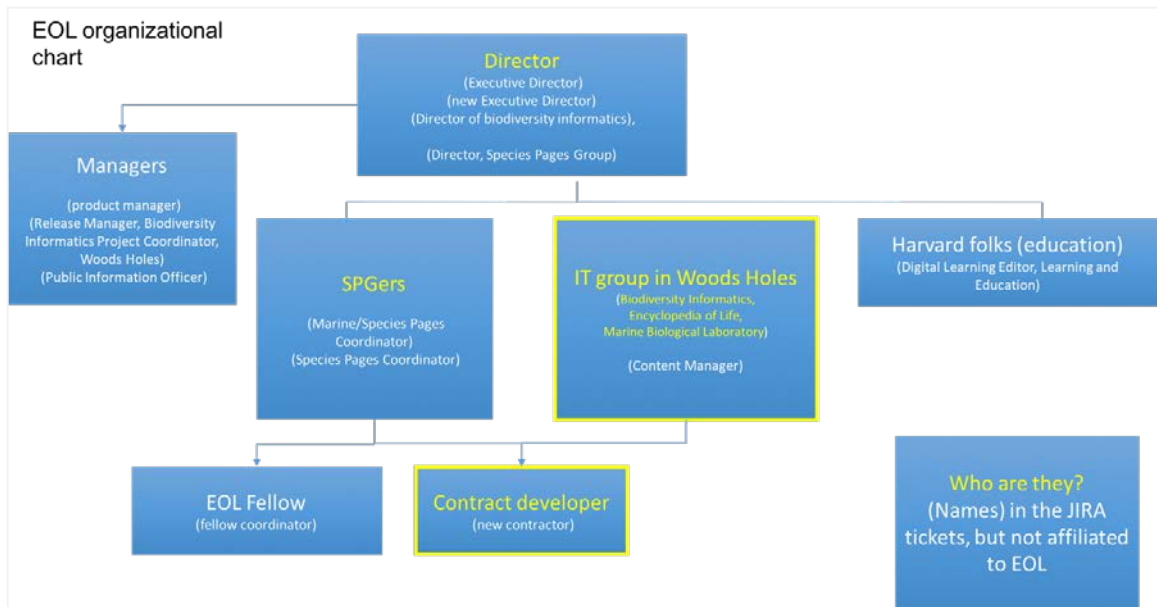 EOL organizational
chart
Director
(Executive Director)
(new Executive Director)
(Director of biodiversity informatics),
(Director, Species Pages Group)
Managers
(product manager)
(Release Manager, Biodiversity
Informatics Project Coordinator,
Woods Holes)
(Public Information Officer)
SPGers
(Marine/Species Pages
Coordinator)
(Species Pages Coordinator)
IT group in Woods Holes
(Biodiversity Informatics,
Encyclopedia of Life,
Marine Biological Laboratory)
(Content Manager)
Harvard folks (education)
(Digital Learning Editor, Learning and
Education)
EOL Fellow
(fellow coordinator)
Contract developer
(new contractor)
Who are they?
(Names) in the JIRA
tickets, but not affiliated
to EOL